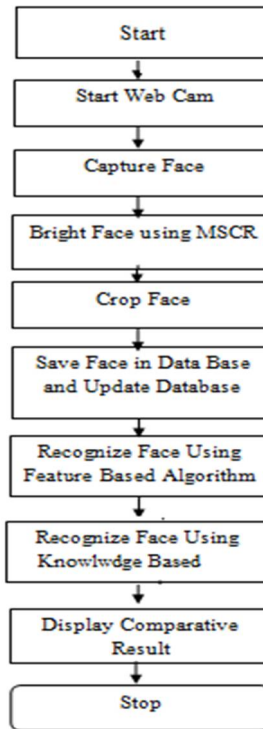 Start
Start Web Cam
Capture Face
Bright Face using MSCR
Crop Face
Save Face in Data Base
and Update Database
Recognize Face Using
Feature Based Algorithm
Recognize Face Using
Knowlwdge Based
Display Comparative
Result
Stop